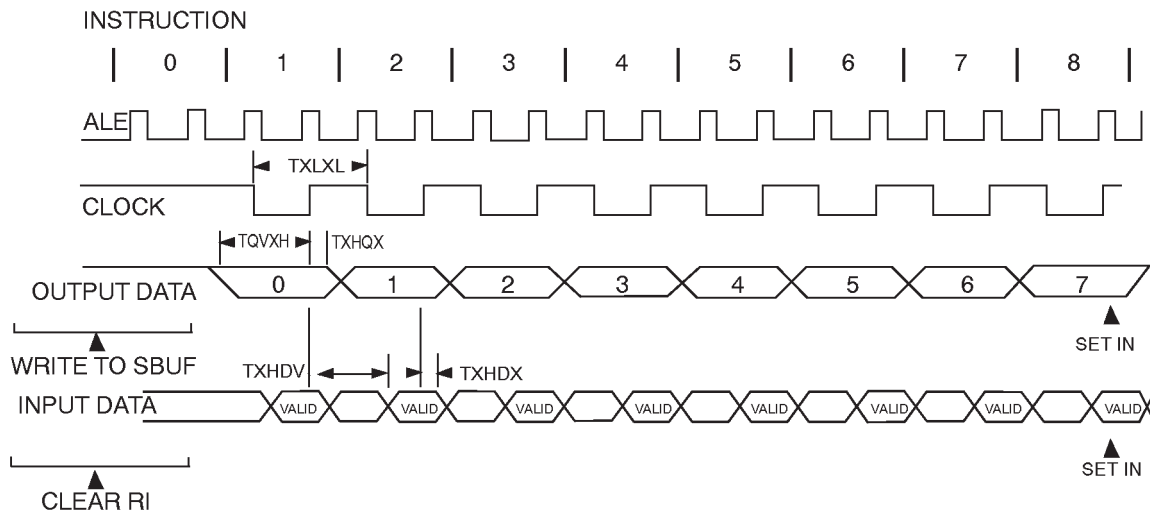 INSTRUCTION
0 1 2 3 4 5 6 7 8
ALE
TXLXL
CLOCK
TQVXH TXHQX
OUTPUT DATA 0 1 2 3 4 5 6 7
SET IN
WRITE TO SBUF
TXHDV TXHDX
INPUT DATA VALID VALID VALID VALID VALID VALID VALID VALID
SET IN
CLEAR RI